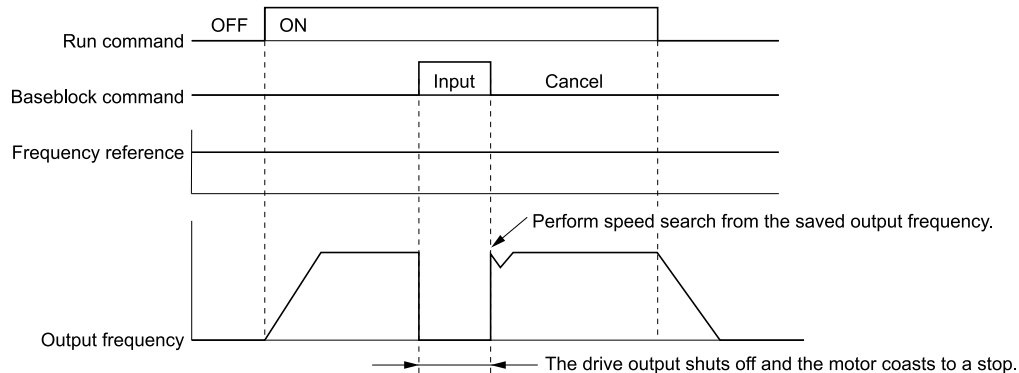 OFF ON
Run command
Input Cancel
Baseblock command
Frequency reference
Perform speed search from the saved output frequency.
Output frequency
The drive output shuts off and the motor coasts to a stop.